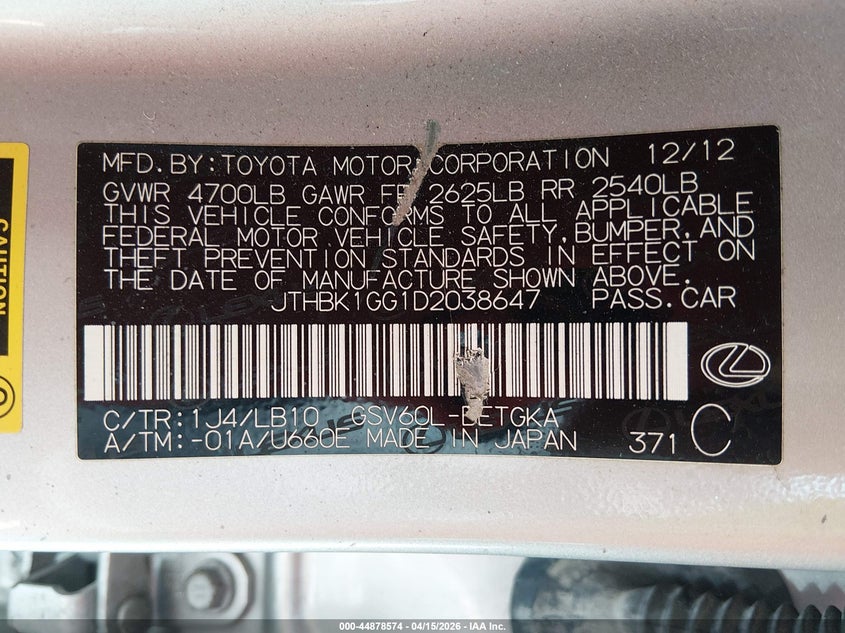 MFD.BY:TOYOTA MOTOR CORPORATION 12/12
GVWR 4700LB GAWR FR 2625LB RR 2540LB
THIS VEHICLE CONFORMS TO ALL APPLICABLE
FEDERAL MOTOR VEHICLE SAFETY,BUMPER,AND
THEFT PREVENTION STANDARDS IN EFFECT ON
THE DATE OF MANUFACTURE SHOWN ABOVE.
JTHBK1GG1D2038647 PASS.CAR
C/TR:1J4/LB10 GSV60L-BETGKA
A/TM:-01A/U660E MADE IN JAPAN 371 C
CAUTION
000-44878574 | 04/15/2026 - IAA Inc.